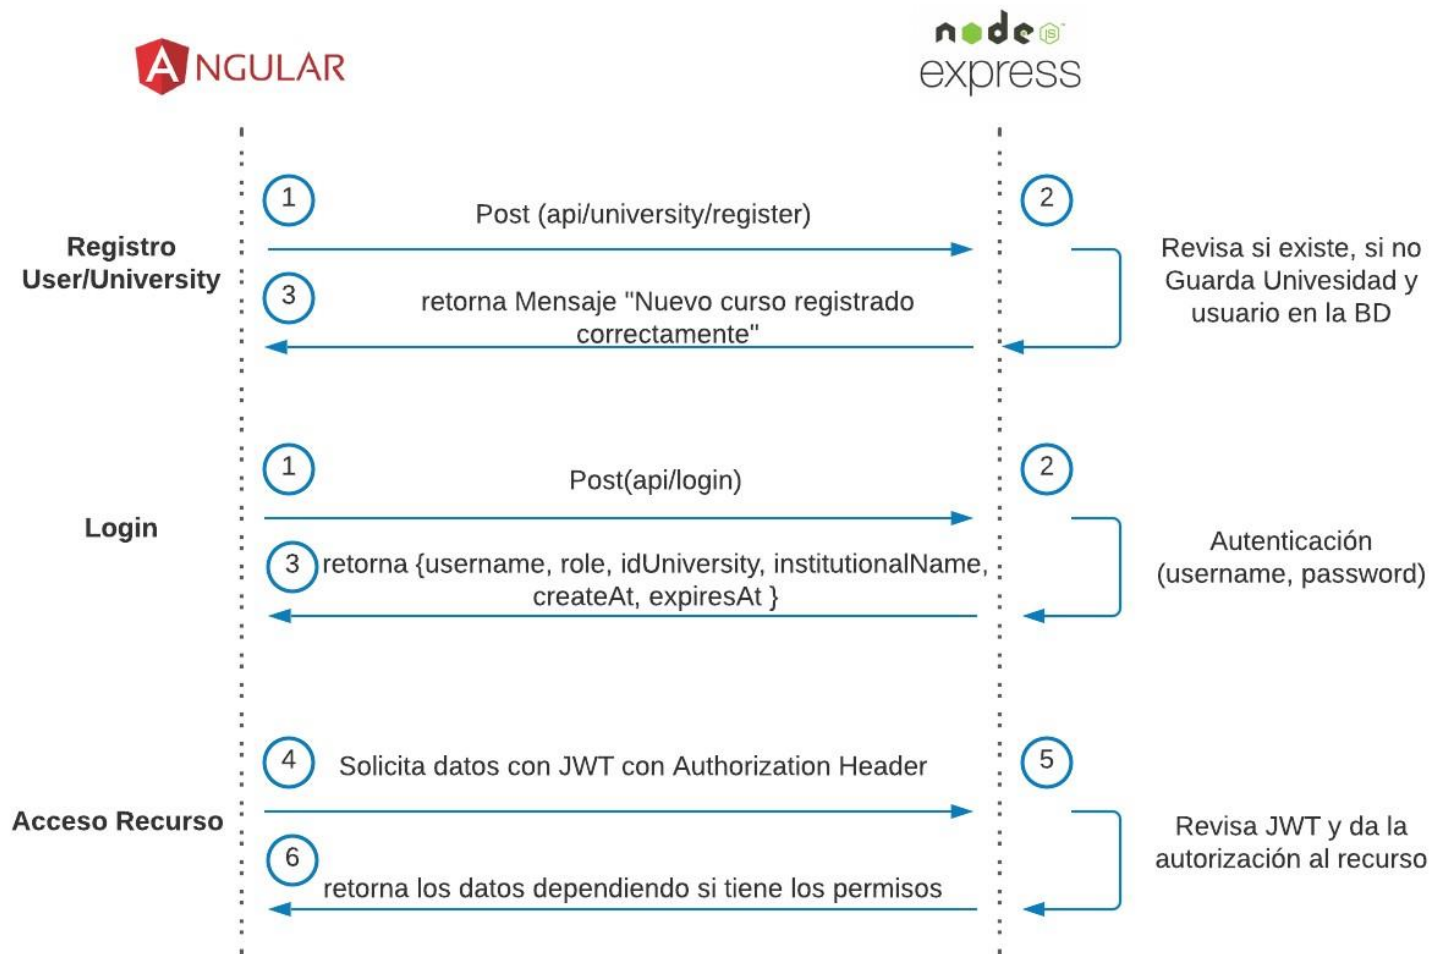 ANGULAR
node js
express
1
2
Post (api/university/register)
Registro
User/University
Revisa si existe, si no
Guarda Univesidad y
usuario en la BD
3
retorna Mensaje "Nuevo curso registrado
correctamente"
1
2
Post(api/login)
Login
Autenticación
(username, password)
3
retorna {username, role, idUniversity, institutionalName,
createAt, expiresAt }
4
5
Solicita datos con JWT con Authorization Header
Acceso Recurso
Revisa JWT y da la
autorización al recurso
6
retorna los datos dependiendo si tiene los permisos